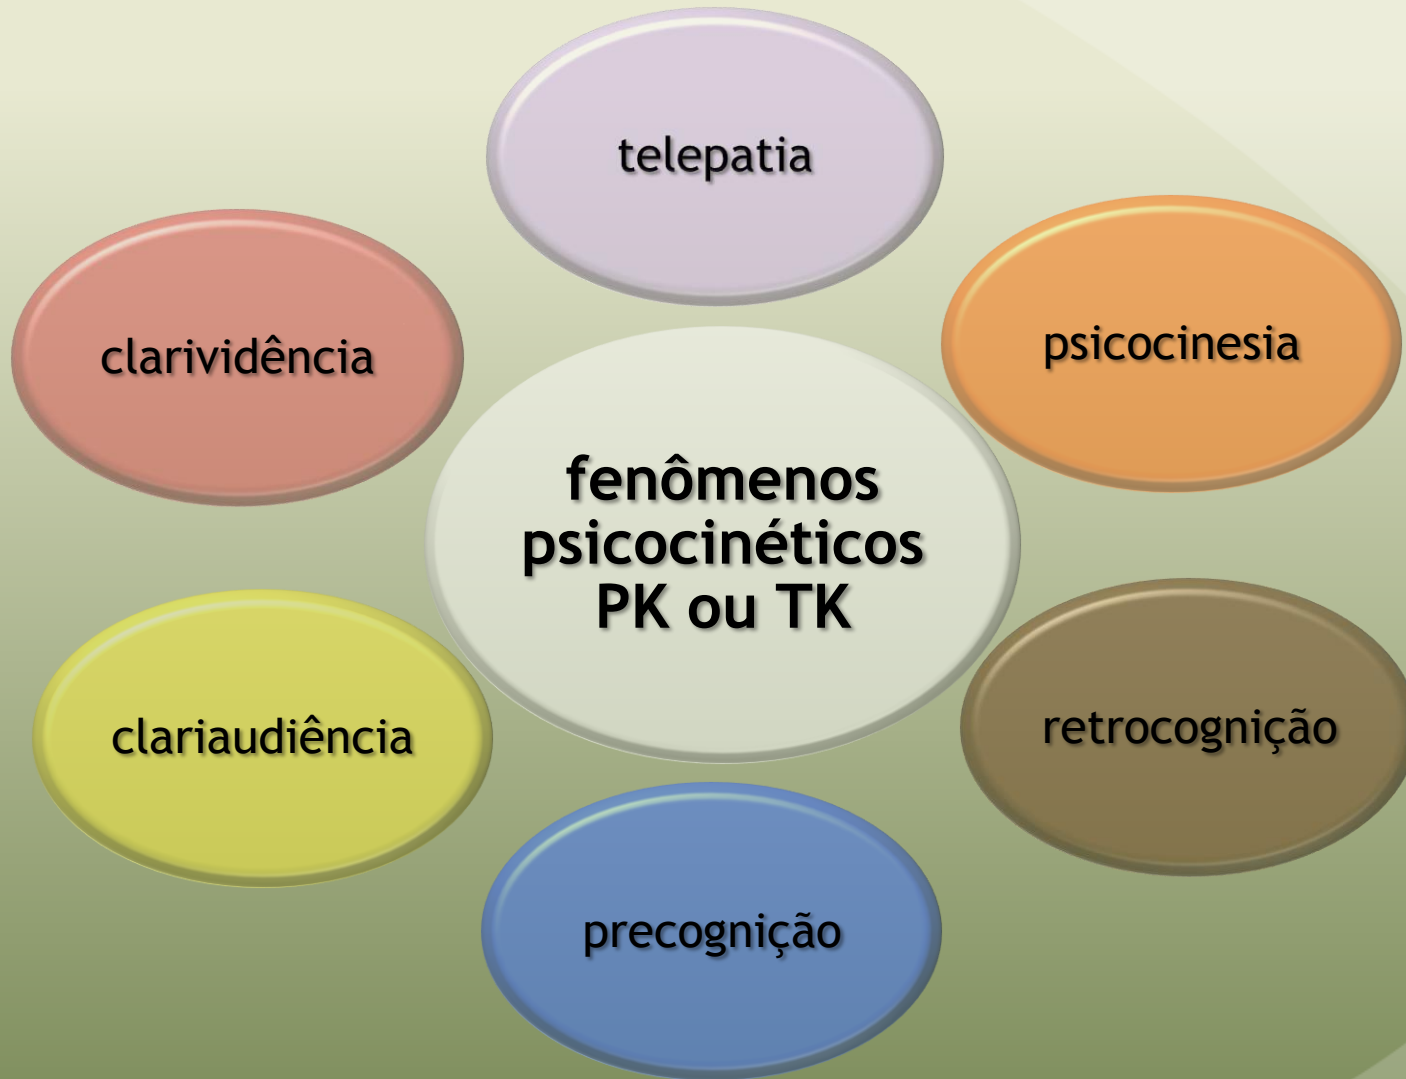 telepatia
psicocinesia
clarividência
fenômenos
psicocinéticos
PK ou TK
retrocognição
clariaudiência
precognição